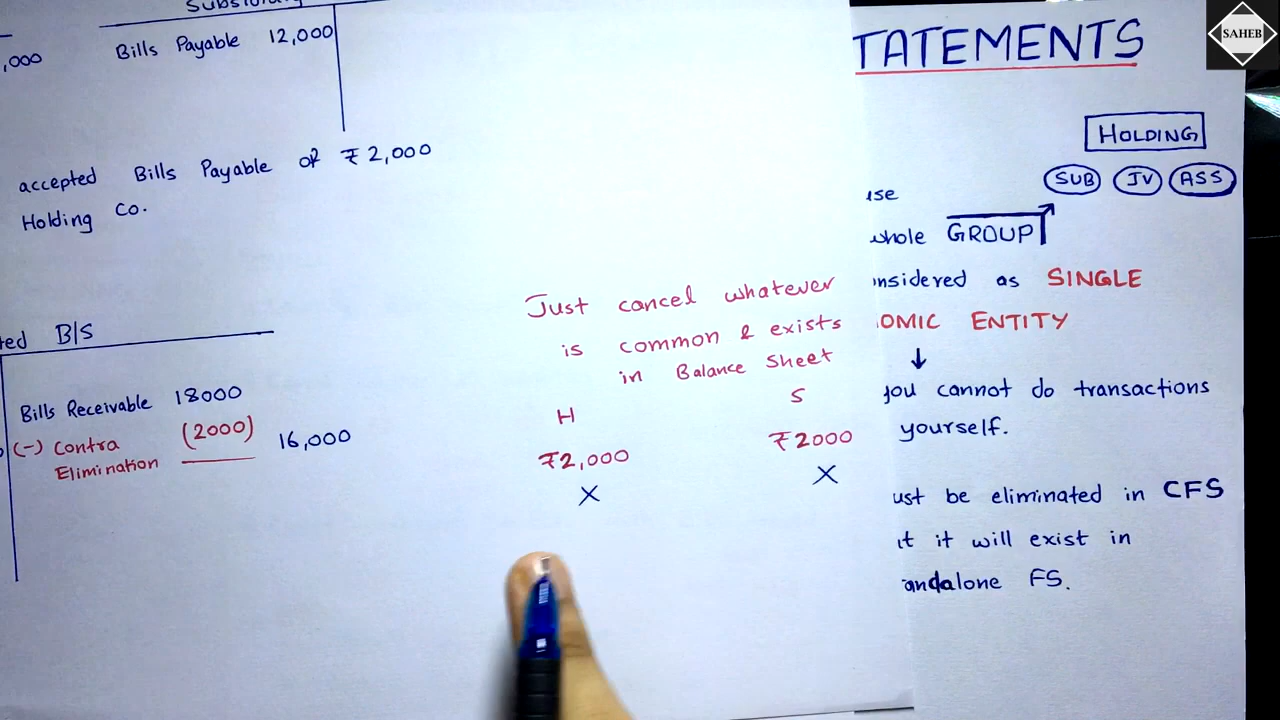 Subsidiary
,000
Bills Payable 12,000
accepted Bills Payable of ₹2,000
Holding Co.
ted B/S
Bills Receivable 18000
(-) Contra (2000) 16,000
Elimination
Just cancel whatever
is common & exists
in Balance Sheet
H S
₹2,000 ₹2000
X X
TATEMENTS
SAHEB
HOLDING
SUB JV ASS
use
whole GROUP
nsidered as SINGLE
OMIC ENTITY
you cannot do transactions
yourself.
ust be eliminated in CFS
it will exist in
andalone FS.